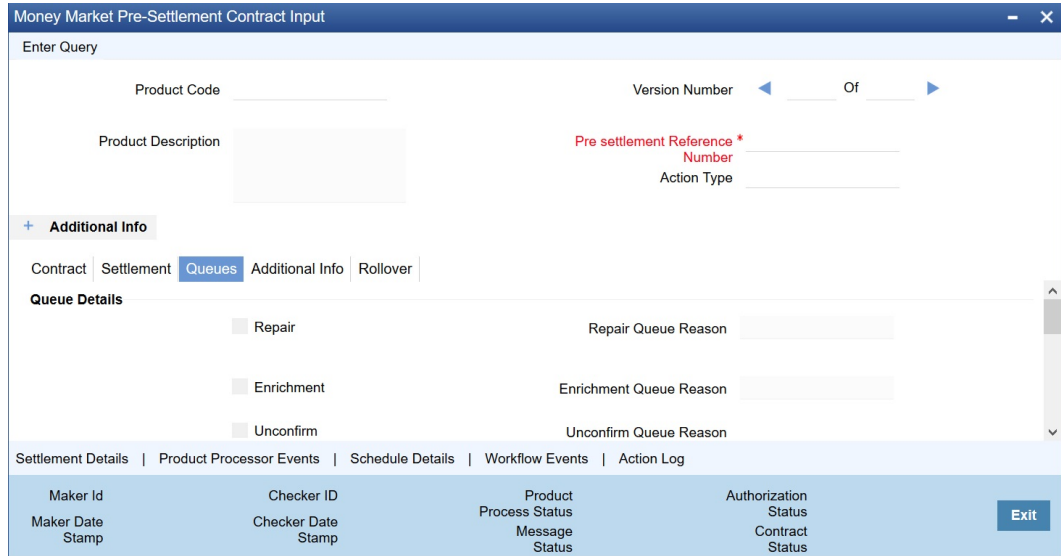 Money Market Pre-Settlement Contract Input
Enter Query
Product Code
Version Number
Of
Product Description
Pre settlement Reference *
Number
Action Type
+ Additional Info
Contract Settlement Queues Additional Info Rollover
Queue Details
Repair
Repair Queue Reason
Enrichment
Enrichment Queue Reason
Unconfirm
Unconfirm Queue Reason
Settlement Details | Product Processor Events | Schedule Details | Workflow Events | Action Log
Maker Id
Checker ID
Product
Process Status
Authorization
Status
Maker Date
Stamp
Checker Date
Stamp
Message
Status
Contract
Status
Exit